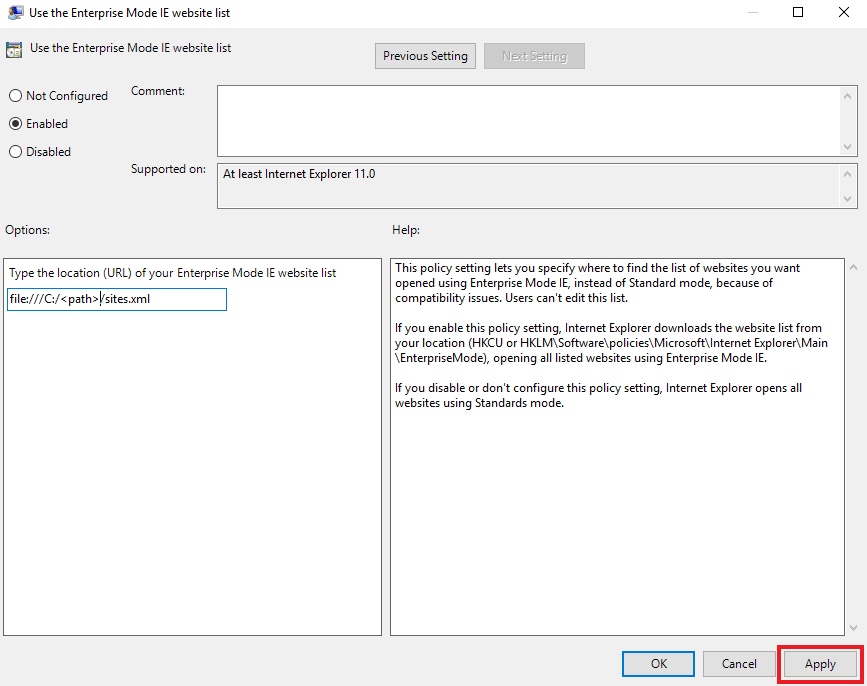 Use the Enterprise Mode IE website list
Use the Enterprise Mode IE website list
Previous Setting
Next Setting
Not Configured
Enabled
Disabled
Comment:
Supported on:
At least Internet Explorer 11.0
Options:
Help:
Type the location (URL) of your Enterprise Mode IE website list
file:///C:/<path>/sites.xml
This policy setting lets you specify where to find the list of websites you want
opened using Enterprise Mode IE, instead of Standard mode, because of
compatibility issues. Users can't edit this list.
If you enable this policy setting, Internet Explorer downloads the website list from
your location (HKCU or HKLM\Software\policies\Microsoft\Internet Explorer\Main
\EnterpriseMode), opening all listed websites using Enterprise Mode IE.
If you disable or don't configure this policy setting, Internet Explorer opens all
websites using Standards mode.
OK
Cancel
Apply